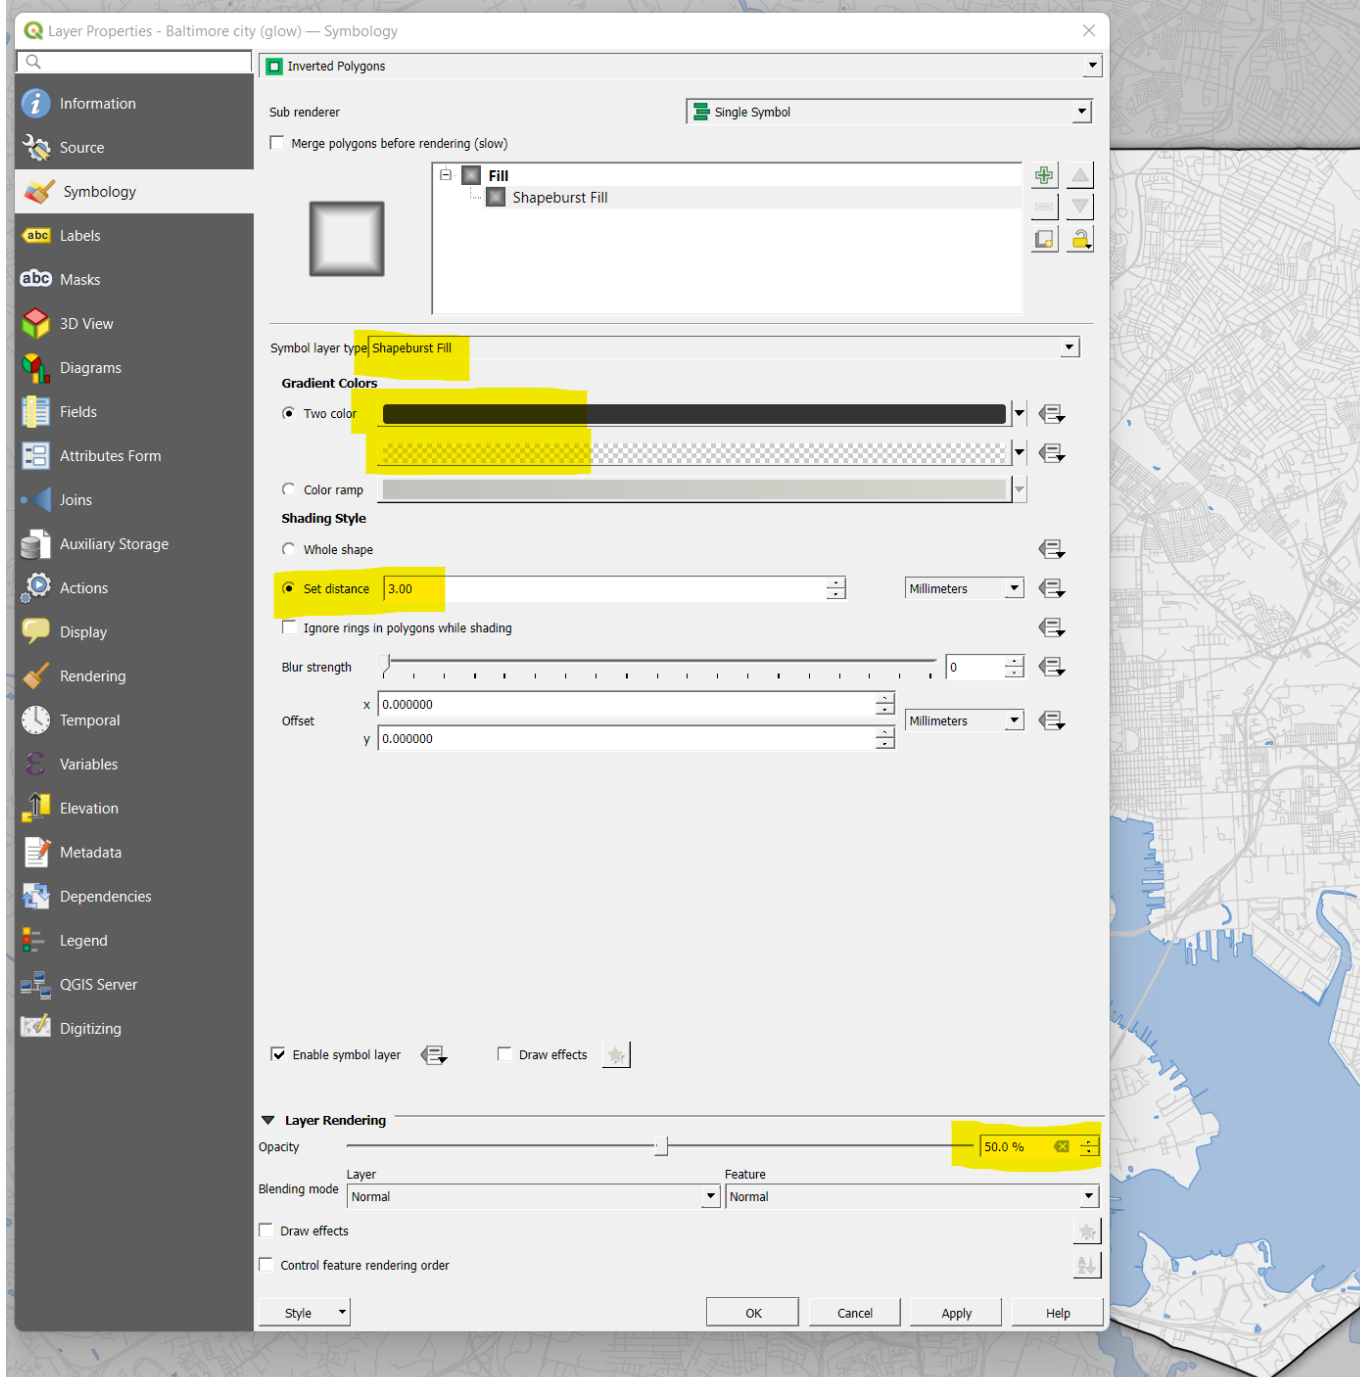 Layer Properties - Baltimore city (glow) — Symbology
Inverted Polygons
Information
Source
Symbology
abc Labels
abc Masks
3D View
Diagrams
Fields
Attributes Form
Joins
Auxiliary Storage
Actions
Display
Rendering
Temporal
Variables
Elevation
Metadata
Dependencies
Legend
QGIS Server
Digitizing
Sub renderer
Single Symbol
Merge polygons before rendering (slow)
Fill
Shapeburst Fill
Symbol layer type Shapeburst Fill
Gradient Colors
Two color
Color ramp
Shading Style
Whole shape
Set distance 3.00 Millimeters
Ignore rings in polygons while shading
Blur strength 0
Offset
x 0.000000
Millimeters
y 0.000000
Enable symbol layer Draw effects
Layer Rendering
Opacity 50.0 %
Layer Feature
Blending mode Normal Normal
Draw effects
Control feature rendering order
Style OK Cancel Apply Help